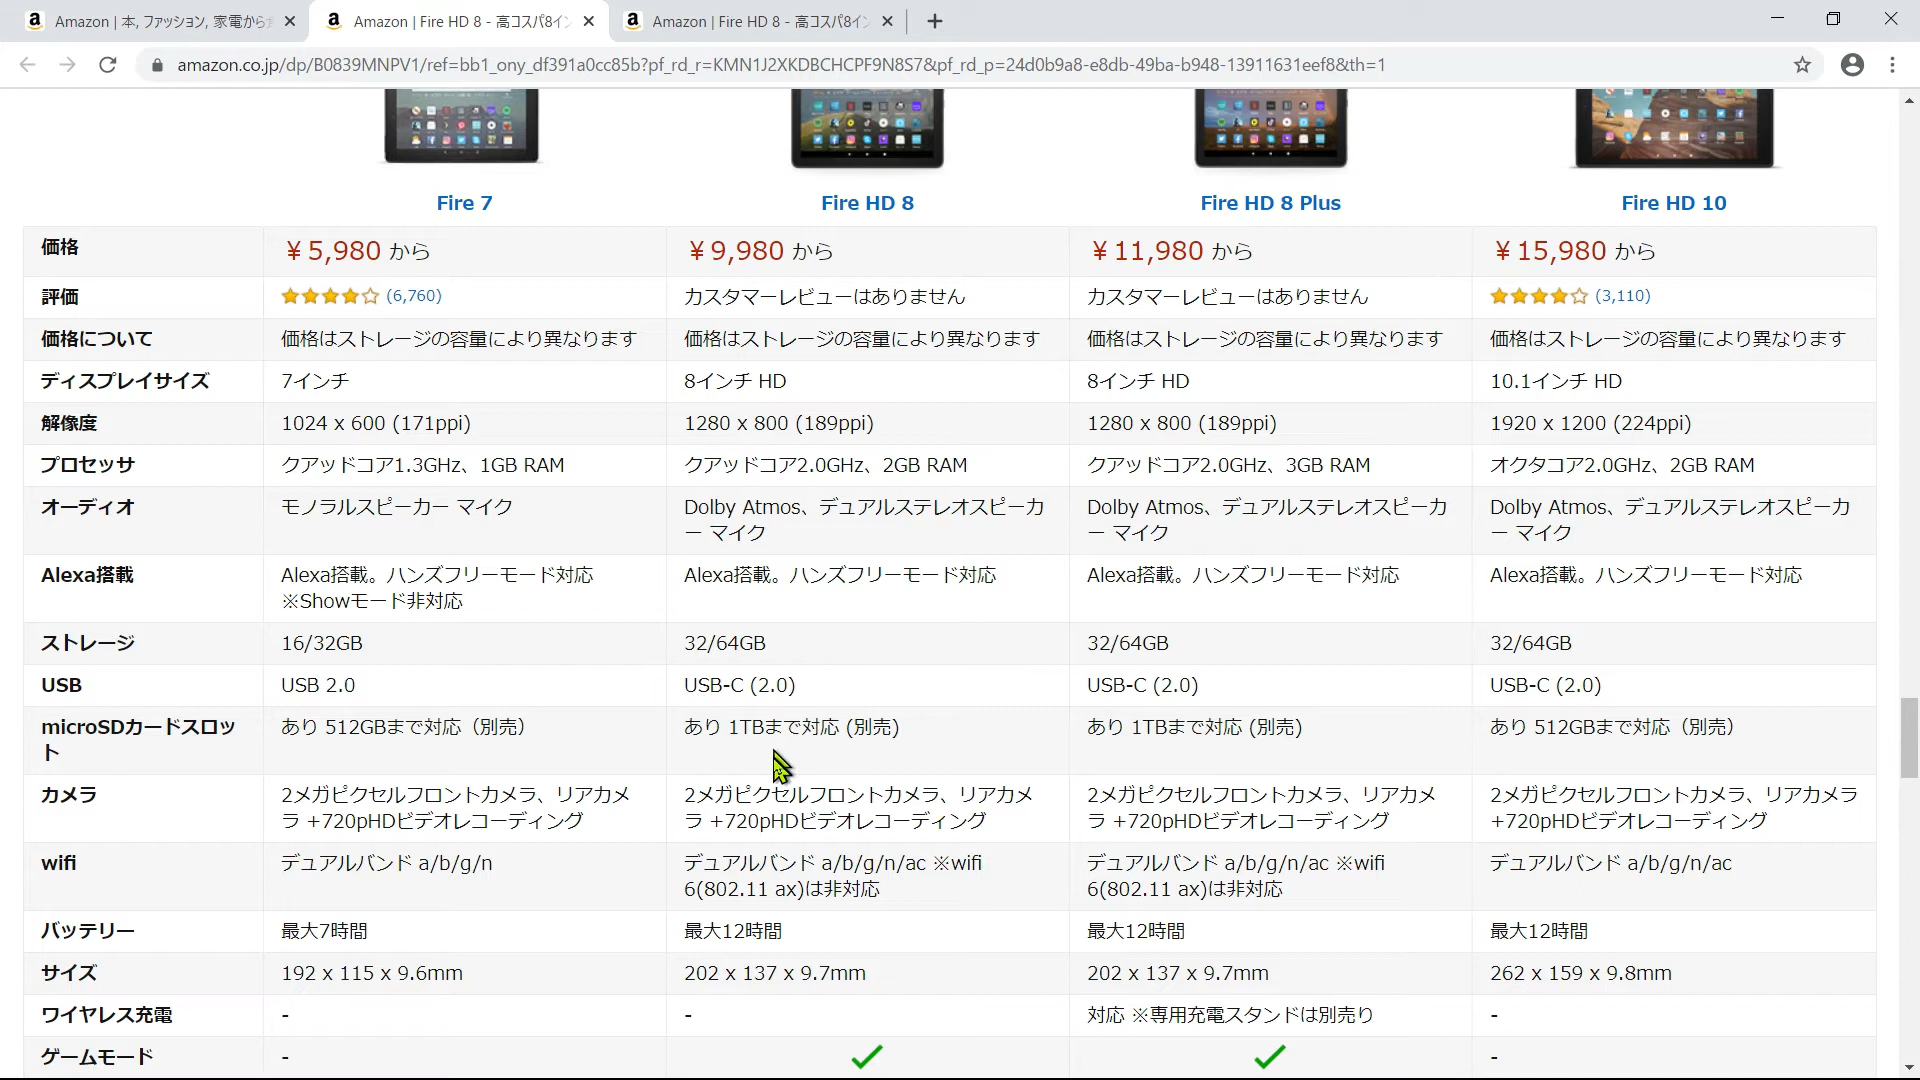 Amazon | 本, ファッション, 家電から
Amazon | Fire HD 8 - 高コスパ8イン
Amazon | Fire HD 8 - 高コスパ8イン
amazon.co.jp/dp/B0839MNPV1/ref=bb1_ony_df391a0cc85b?pf_rd_r=KMN1J2XKDBCHCPF9N8S7&pf_rd_p=24d0b9a8-e8db-49ba-b948-13911631eef8&th=1
Fire 7
Fire HD 8
Fire HD 8 Plus
Fire HD 10
価格
￥5,980 から
￥9,980 から
￥11,980 から
￥15,980 から
評価
(6,760)
カスタマーレビューはありません
カスタマーレビューはありません
(3,110)
価格について
価格はストレージの容量により異なります
価格はストレージの容量により異なります
価格はストレージの容量により異なります
価格はストレージの容量により異なります
ディスプレイサイズ
7インチ
8インチ HD
8インチ HD
10.1インチ HD
解像度
1024 x 600 (171ppi)
1280 x 800 (189ppi)
1280 x 800 (189ppi)
1920 x 1200 (224ppi)
プロセッサ
クアッドコア1.3GHz、1GB RAM
クアッドコア2.0GHz、2GB RAM
クアッドコア2.0GHz、3GB RAM
オクタコア2.0GHz、2GB RAM
オーディオ
モノラルスピーカー マイク
Dolby Atmos、デュアルステレオスピーカ
ー マイク
Dolby Atmos、デュアルステレオスピーカ
ー マイク
Dolby Atmos、デュアルステレオスピーカ
ー マイク
Alexa搭載
Alexa搭載。ハンズフリーモード対応
※Showモード非対応
Alexa搭載。ハンズフリーモード対応
Alexa搭載。ハンズフリーモード対応
Alexa搭載。ハンズフリーモード対応
ストレージ
16/32GB
32/64GB
32/64GB
32/64GB
USB
USB 2.0
USB-C (2.0)
USB-C (2.0)
USB-C (2.0)
microSDカードスロッ
ト
あり 512GBまで対応（別売）
あり 1TBまで対応 (別売)
あり 1TBまで対応 (別売)
あり 512GBまで対応（別売）
カメラ
2メガピクセルフロントカメラ、リアカメ
ラ +720pHDビデオレコーディング
2メガピクセルフロントカメラ、リアカメ
ラ +720pHDビデオレコーディング
2メガピクセルフロントカメラ、リアカメ
ラ +720pHDビデオレコーディング
2メガピクセルフロントカメラ、リアカメラ
+720pHDビデオレコーディング
wifi
デュアルバンド a/b/g/n
デュアルバンド a/b/g/n/ac ※wifi
6(802.11 ax)は非対応
デュアルバンド a/b/g/n/ac ※wifi
6(802.11 ax)は非対応
デュアルバンド a/b/g/n/ac
バッテリー
最大7時間
最大12時間
最大12時間
最大12時間
サイズ
192 x 115 x 9.6mm
202 x 137 x 9.7mm
202 x 137 x 9.7mm
262 x 159 x 9.8mm
ワイヤレス充電
-
-
対応 ※専用充電スタンドは別売り
-
ゲームモード
-
-